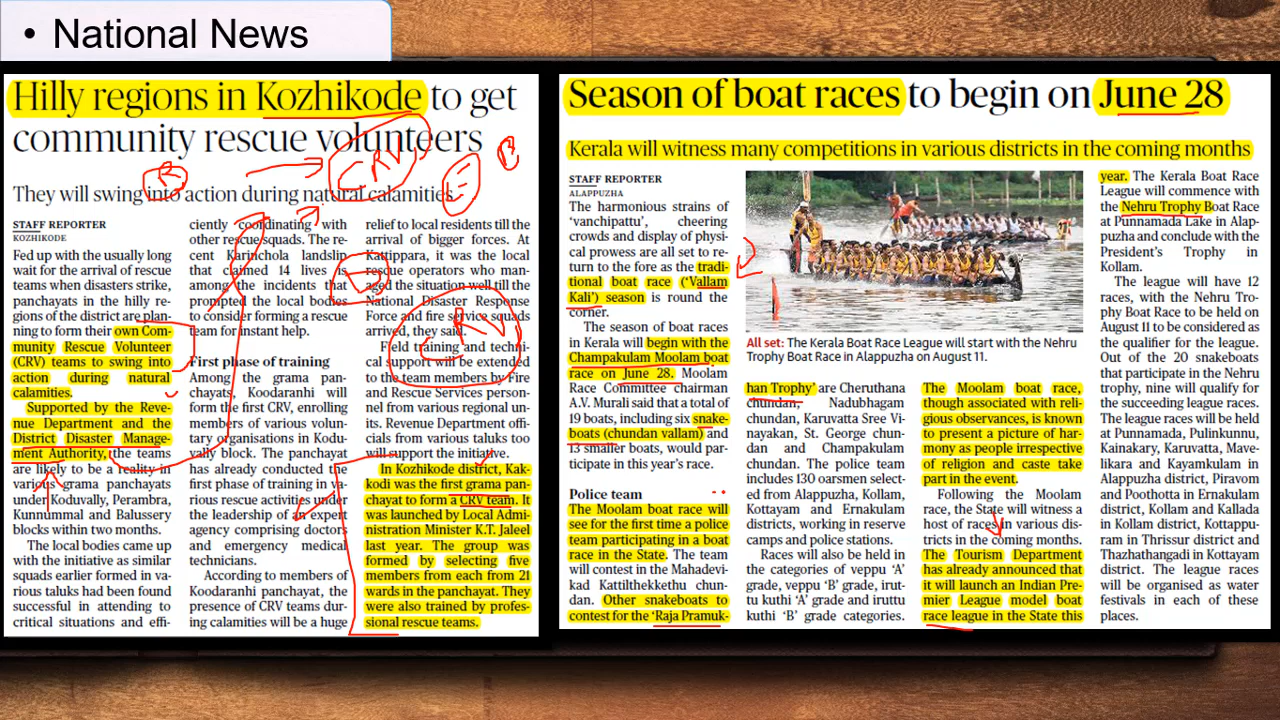 • National News
Hilly regions in Kozhikode to get
community rescue volunteers
They will swing into action during natural calamities
STAFF REPORTER
KOZHIKODE
Fed up with the usually long
wait for the arrival of rescue
teams when disasters strike,
panchayats in the hilly re-
gions of the district are plan-
ning to form their own Com-
munity Rescue Volunteer
(CRV) teams to swing into
action during natural
calamities.
Supported by the Reve-
nue Department and the
District Disaster Manage-
ment Authority, the teams
are likely to be a reality in
various grama panchayats
under Koduvally, Perambra,
Kunnummal and Balussery
blocks within two months.
The local bodies came up
with the initiative as similar
squads earlier formed in va-
rious taluks had been found
successful in attending to
critical situations and effi-
ciently coordinating with
other rescue squads. The re-
cent Karinchola landslip
that claimed 14 lives is
among the incidents that
prompted the local bodies
to consider forming a rescue
team for instant help.
First phase of training
Among the grama pan-
chayats, Koodaranhi will
form the first CRV, enrolling
members of various volun-
tary organisations in Kodu-
vally block. The panchayat
has already conducted the
first phase of training in va-
rious rescue activities under
the leadership of an expert
agency comprising doctors
and emergency medical
technicians.
According to members of
Koodaranhi panchayat, the
presence of CRV teams dur-
ing calamities will be a huge
relief to local residents till the
arrival of bigger forces. At
Kattippara, it was the local
rescue operators who man-
aged the situation well till the
National Disaster Response
Force and fire service squads
arrived, they said.
Field training and techni-
cal support will be extended
to the team members by Fire
and Rescue Services person-
nel from various regional un-
its. Revenue Department offi-
cials from various taluks too
will support the initiative.
In Kozhikode district, Kak-
kodi was the first grama pan-
chayat to form a CRV team. It
was launched by Local Admi-
nistration Minister K.T. Jaleel
last year. The group was
formed by selecting five
members from each from 21
wards in the panchayat. They
were also trained by profes-
sional rescue teams.
R
CRV
CRV
Season of boat races to begin on June 28
Kerala will witness many competitions in various districts in the coming months
STAFF REPORTER
ALAPPUZHA
The harmonious strains of
'vanchipattu', cheering
crowds and display of physi-
cal prowess are all set to re-
turn to the fore as the tradi-
tional boat race ('Vallam
Kali') season is round the
corner.
The season of boat races
in Kerala will begin with the
Champakulam Moolam boat
race on June 28. Moolam
Race Committee chairman
A.V. Murali said that a total of
19 boats, including six snake-
boats (chundan vallam) and
13 smaller boats, would par-
ticipate in this year's race.
Police team
The Moolam boat race will
see for the first time a police
team participating in a boat
race in the State. The team
will contest in the Mahadevi-
kad Kattilthekkethu chun-
dan. Other snakeboats to
contest for the 'Raja Pramuk-
All set: The Kerala Boat Race League will start with the Nehru
Trophy Boat Race in Alappuzha on August 11.
han Trophy' are Cheruthana
chundan, Nadubhagam
chundan, Karuvatta Sree Vi-
nayakan, St. George chun-
dan and Champakulam
chundan. The police team
includes 130 oarsmen select-
ed from Alappuzha, Kollam,
Kottayam and Ernakulam
districts, working in reserve
camps and police stations.
Races will also be held in
the categories of veppu 'A'
grade, veppu 'B' grade, irut-
tu kuthi 'A' grade and iruttu
kuthi 'B' grade categories.
The Moolam boat race,
though associated with reli-
gious observances, is known
to present a picture of har-
mony as people irrespective
of religion and caste take
part in the event.
Following the Moolam
race, the State will witness a
host of races in various dis-
tricts in the coming months.
The Tourism Department
has already announced that
it will launch an Indian Pre-
mier League model boat
race league in the State this
year. The Kerala Boat Race
League will commence with
the Nehru Trophy Boat Race
at Punnamada Lake in Alap-
puzha and conclude with the
President's Trophy in
Kollam.
The league will have 12
races, with the Nehru Tro-
phy Boat Race to be held on
August 11 to be considered as
the qualifier for the league.
Out of the 20 snakeboats
that participate in the Nehru
trophy, nine will qualify for
the succeeding league races.
The league races will be held
at Punnamada, Pulinkunnu,
Kainakary, Karuvatta, Mave-
likara and Kayamkulam in
Alappuzha district, Piravom
and Poothotta in Ernakulam
district, Kollam and Kallada
in Kollam district, Kottappu-
ram in Thrissur district and
Thazhathangadi in Kottayam
district. The league races
will be organised as water
festivals in each of these
places.